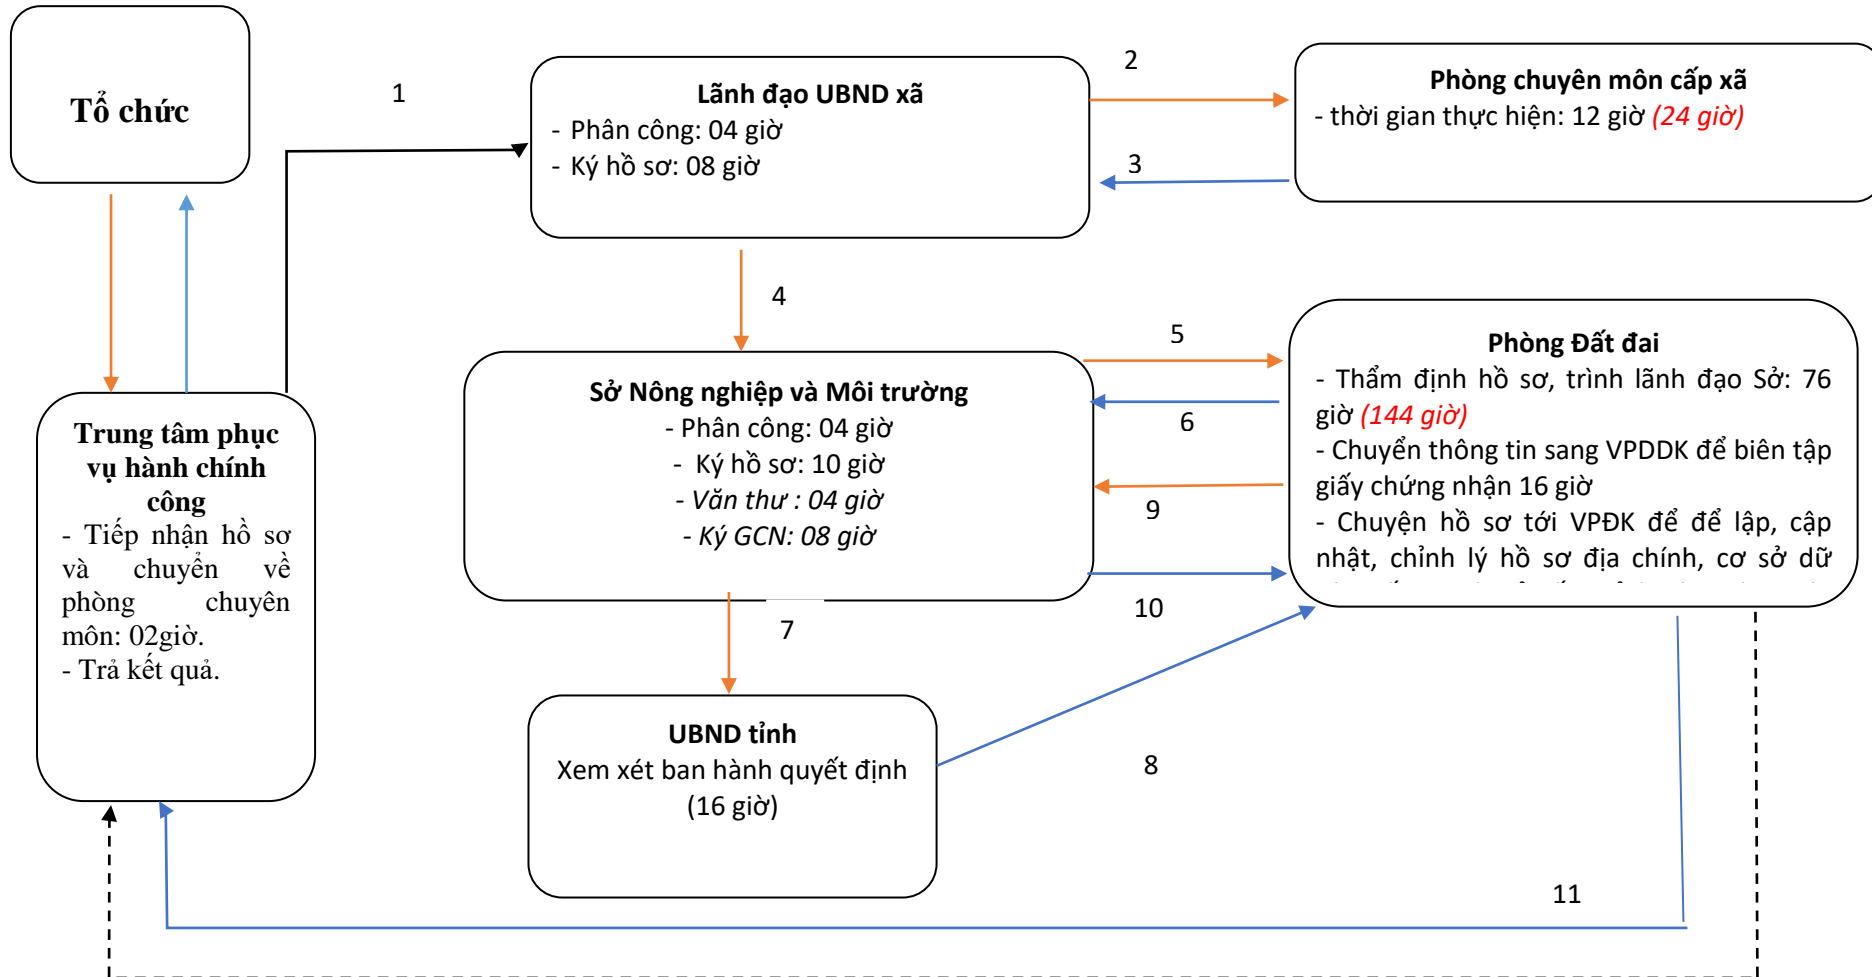 Tổ chức
1
Lãnh đạo UBND xã
- Phân công: 04 giờ
- Ký hồ sơ: 08 giờ
2
3
Phòng chuyên môn cấp xã
- thời gian thực hiện: 12 giờ (24 giờ)
4
Trung tâm phục
vụ hành chính
công
- Tiếp nhận hồ sơ
và chuyển về
phòng chuyên
môn: 02giờ.
- Trả kết quả.
Sở Nông nghiệp và Môi trường
- Phân công: 04 giờ
- Ký hồ sơ: 10 giờ
- Văn thư : 04 giờ
- Ký GCN: 08 giờ
5
6
9
10
Phòng Đất đai
- Thẩm định hồ sơ, trình lãnh đạo Sở: 76
giờ (144 giờ)
- Chuyển thông tin sang VPDDK để biên tập
giấy chứng nhận 16 giờ
- Chuyện hồ sơ tới VPĐK để để lập, cập
nhật, chỉnh lý hồ sơ địa chính, cơ sở dữ
7
UBND tỉnh
Xem xét ban hành quyết định
(16 giờ)
8
11